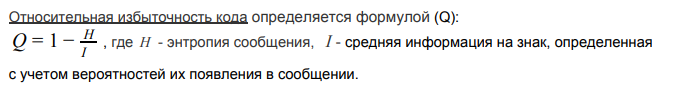 Относительная избыточность кода определяется формулой (Q):
Q = 1 − H/I , где H - энтропия сообщения, I - средняя информация на знак, определенная
с учетом вероятностей их появления в сообщении.